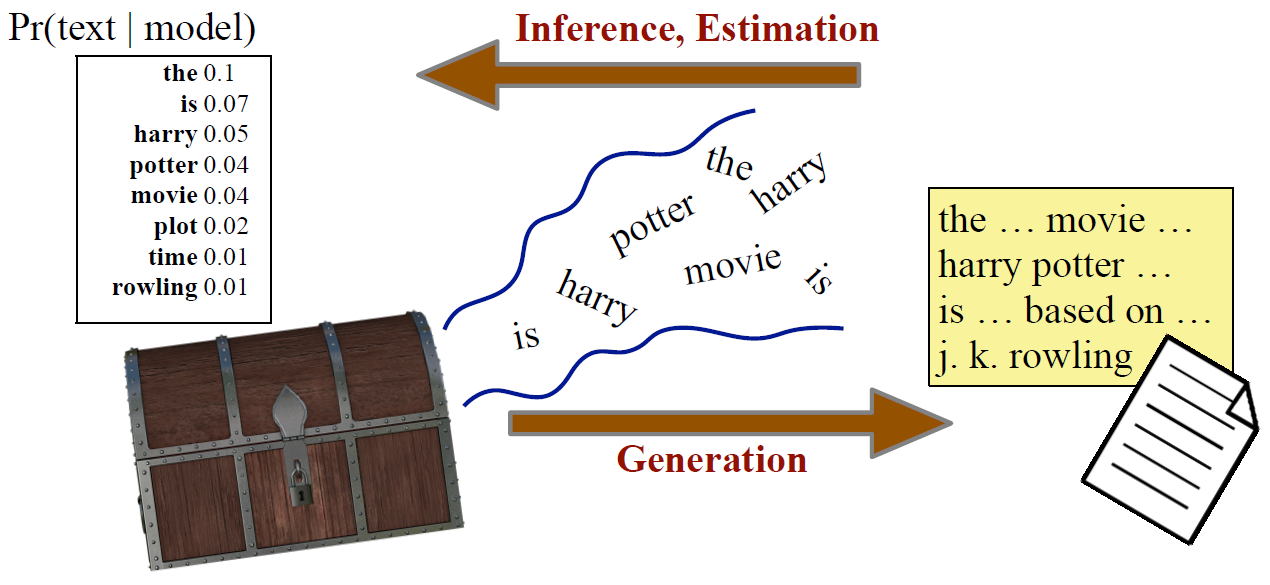 Pr(text | model)
the 0.1
is 0.07
harry 0.05
potter 0.04
movie 0.04
plot 0.02
time 0.01
rowling 0.01
Inference, Estimation
the
harry
potter
movie
is
harry
is
Generation
the … movie …
harry potter …
is … based on …
j. k. rowling